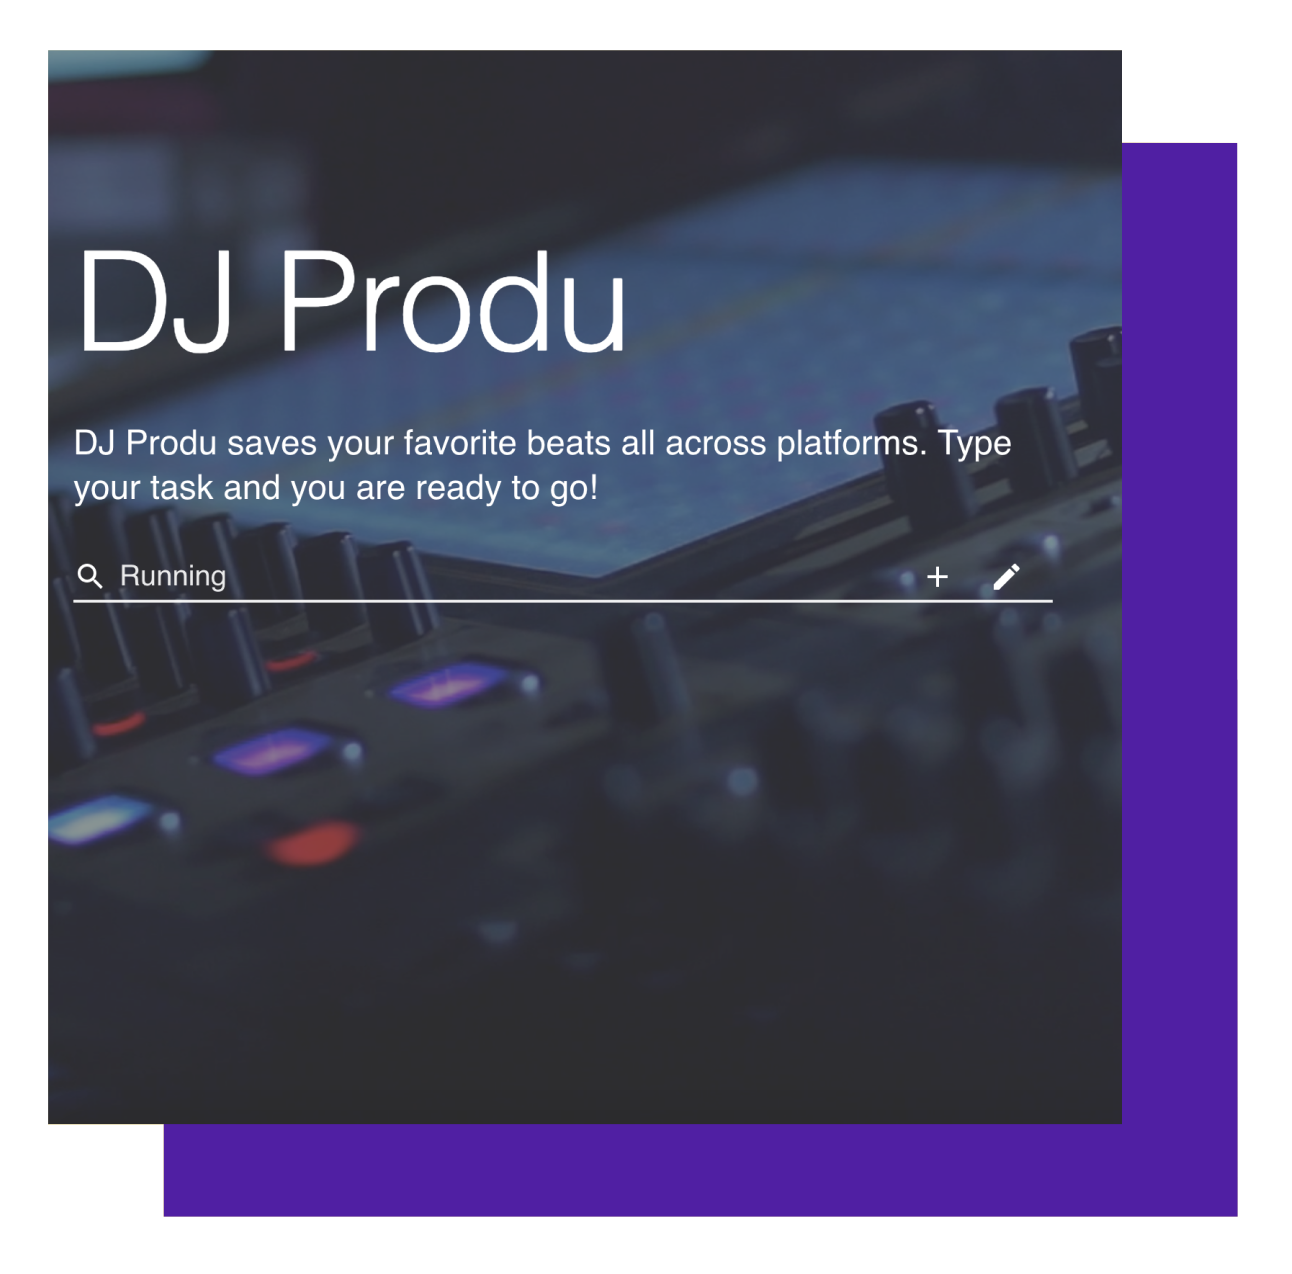 DJ Produ
DJ Produ saves your favorite beats all across platforms. Type
your task and you are ready to go!
Running